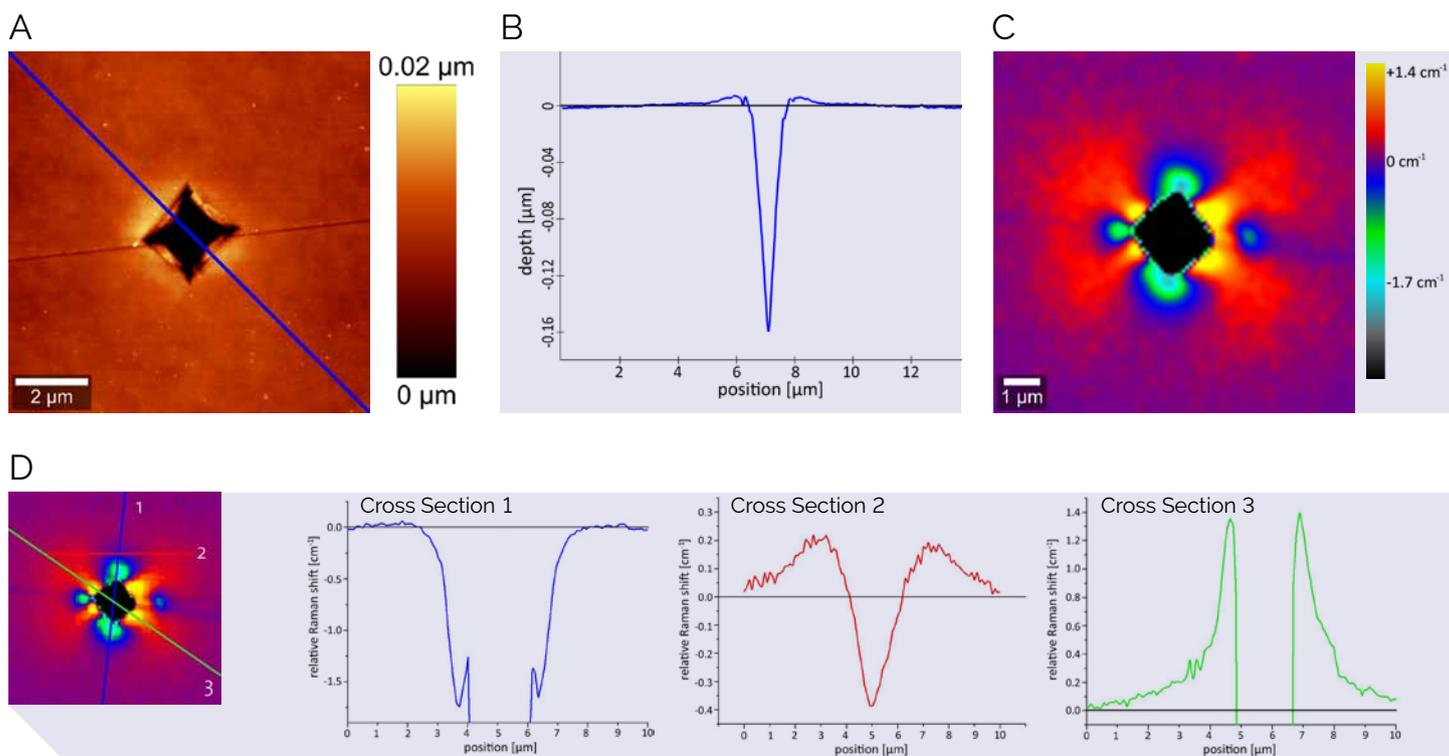 A
0.02 µm
0 µm
2 µm
B
depth [µm]
0
-0.04
-0.08
-0.12
-0.16
2 4 6 8 10 12
position [µm]
C
+1.4 cm⁻¹
0 cm⁻¹
-1.7 cm⁻¹
1 µm
D
1
2
3
Cross Section 1
relative Raman shift [cm⁻¹]
0.0
-0.5
-1.0
-1.5
0 1 2 3 4 5 6 7 8 9 10
position [µm]
Cross Section 2
relative Raman shift [cm⁻¹]
0.3
0.2
0.1
0.0
-0.1
-0.2
-0.3
-0.4
0 1 2 3 4 5 6 7 8 9 10
position [µm]
Cross Section 3
relative Raman shift [cm⁻¹]
1.4
1.2
1.0
0.8
0.6
0.4
0.2
0.0
0 1 2 3 4 5 6 7 8 9 10
position [µm]